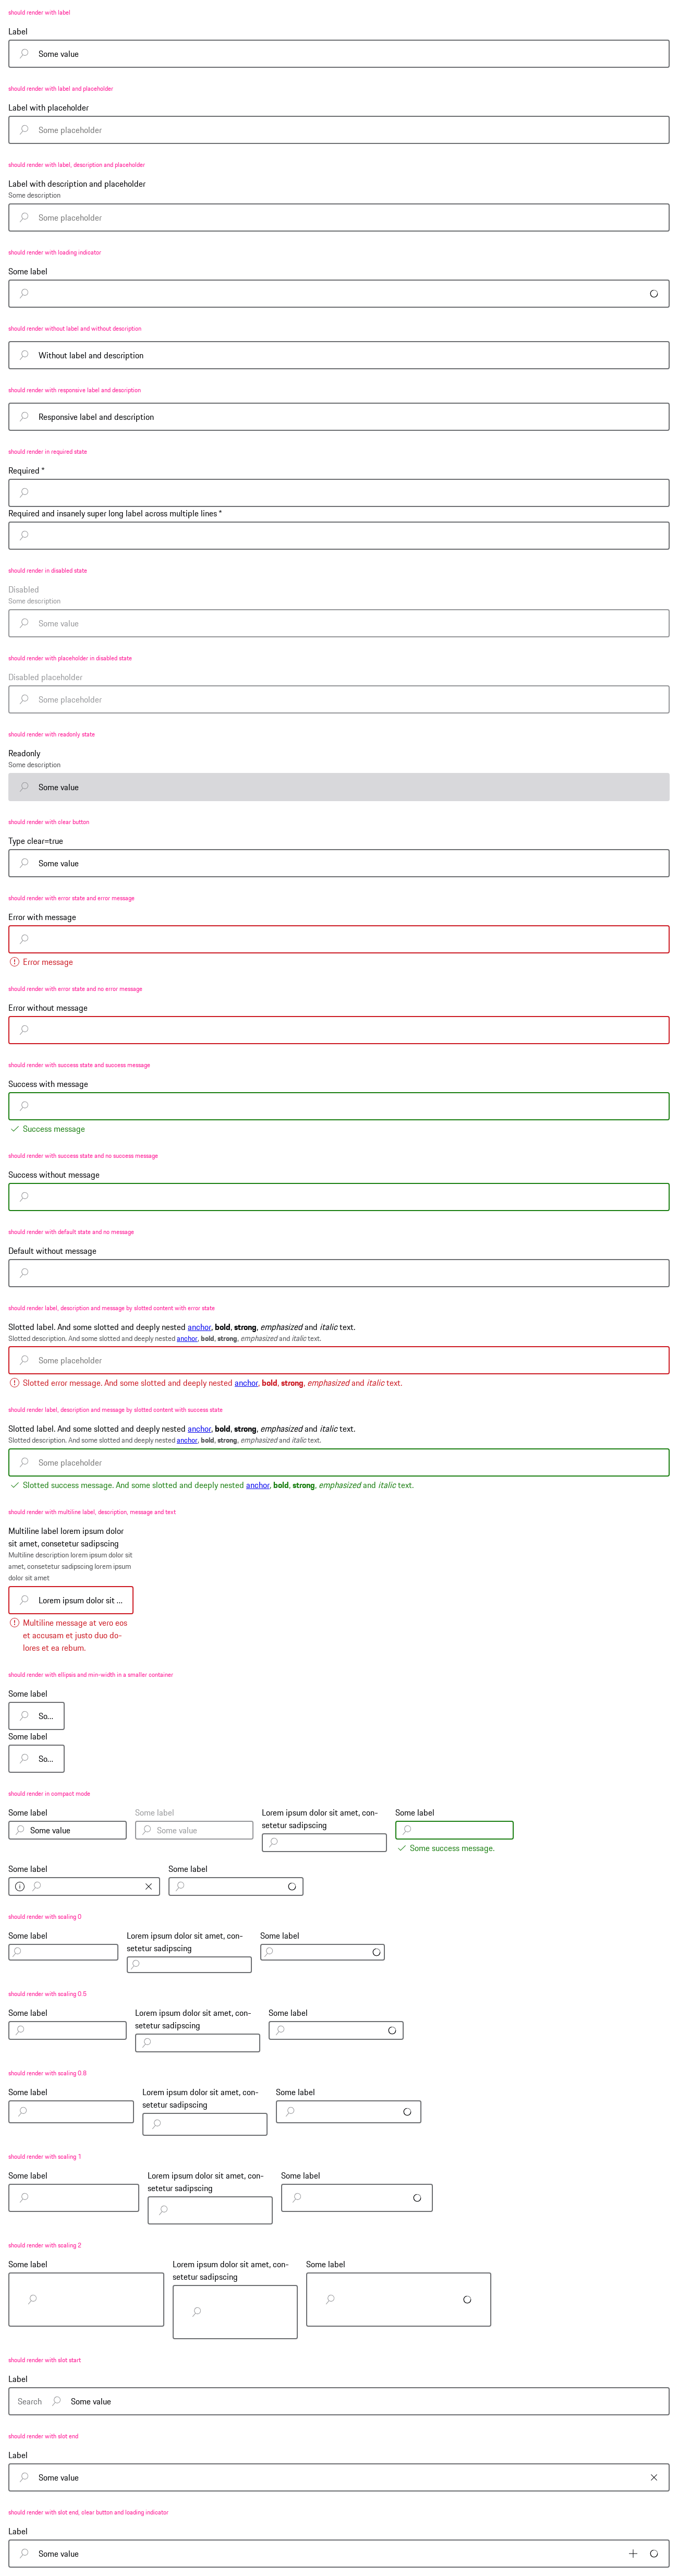 should render with label
Label
Some value
should render with label and placeholder
Label with placeholder
Some placeholder
should render with label, description and placeholder
Label with description and placeholder
Some description
Some placeholder
should render with loading indicator
Some label
should render without label and without description
Without label and description
should render with responsive label and description
Responsive label and description
should render in required state
Required *
Required and insanely super long label across multiple lines *
should render in disabled state
Disabled
Some description
Some value
should render with placeholder in disabled state
Disabled placeholder
Some placeholder
should render with readonly state
Readonly
Some description
Some value
should render with clear button
Type clear=true
Some value
should render with error state and error message
Error with message
Error message
should render with error state and no error message
Error without message
should render with success state and success message
Success with message
Success message
should render with success state and no success message
Success without message
should render with default state and no message
Default without message
should render label, description and message by slotted content with error state
Slotted label. And some slotted and deeply nested anchor, bold, strong, emphasized and italic text.
Slotted description. And some slotted and deeply nested anchor, bold, strong, emphasized and italic text.
Some placeholder
Slotted error message. And some slotted and deeply nested anchor, bold, strong, emphasized and italic text.
should render label, description and message by slotted content with success state
Slotted label. And some slotted and deeply nested anchor, bold, strong, emphasized and italic text.
Slotted description. And some slotted and deeply nested anchor, bold, strong, emphasized and italic text.
Some placeholder
Slotted success message. And some slotted and deeply nested anchor, bold, strong, emphasized and italic text.
should render with multiline label, description, message and text
Multiline label lorem ipsum dolor
sit amet, consetetur sadipscing
Multiline description lorem ipsum dolor sit
amet, consetetur sadipscing lorem ipsum
dolor sit amet
Lorem ipsum dolor sit ...
Multiline message at vero eos
et accusam et justo duo do-
lores et ea rebum.
should render with ellipsis and min-width in a smaller container
Some label
So...
Some label
So...
should render in compact mode
Some label
Some value
Some label
Some value
Lorem ipsum dolor sit amet, con-
setetur sadipscing
Some label
Some success message.
Some label
Some label
should render with scaling 0
Some label
Lorem ipsum dolor sit amet, con-
setetur sadipscing
Some label
should render with scaling 0.5
Some label
Lorem ipsum dolor sit amet, con-
setetur sadipscing
Some label
should render with scaling 0.8
Some label
Lorem ipsum dolor sit amet, con-
setetur sadipscing
Some label
should render with scaling 1
Some label
Lorem ipsum dolor sit amet, con-
setetur sadipscing
Some label
should render with scaling 2
Some label
Lorem ipsum dolor sit amet, con-
setetur sadipscing
Some label
should render with slot start
Label
Search
Some value
should render with slot end
Label
Some value
should render with slot end, clear button and loading indicator
Label
Some value